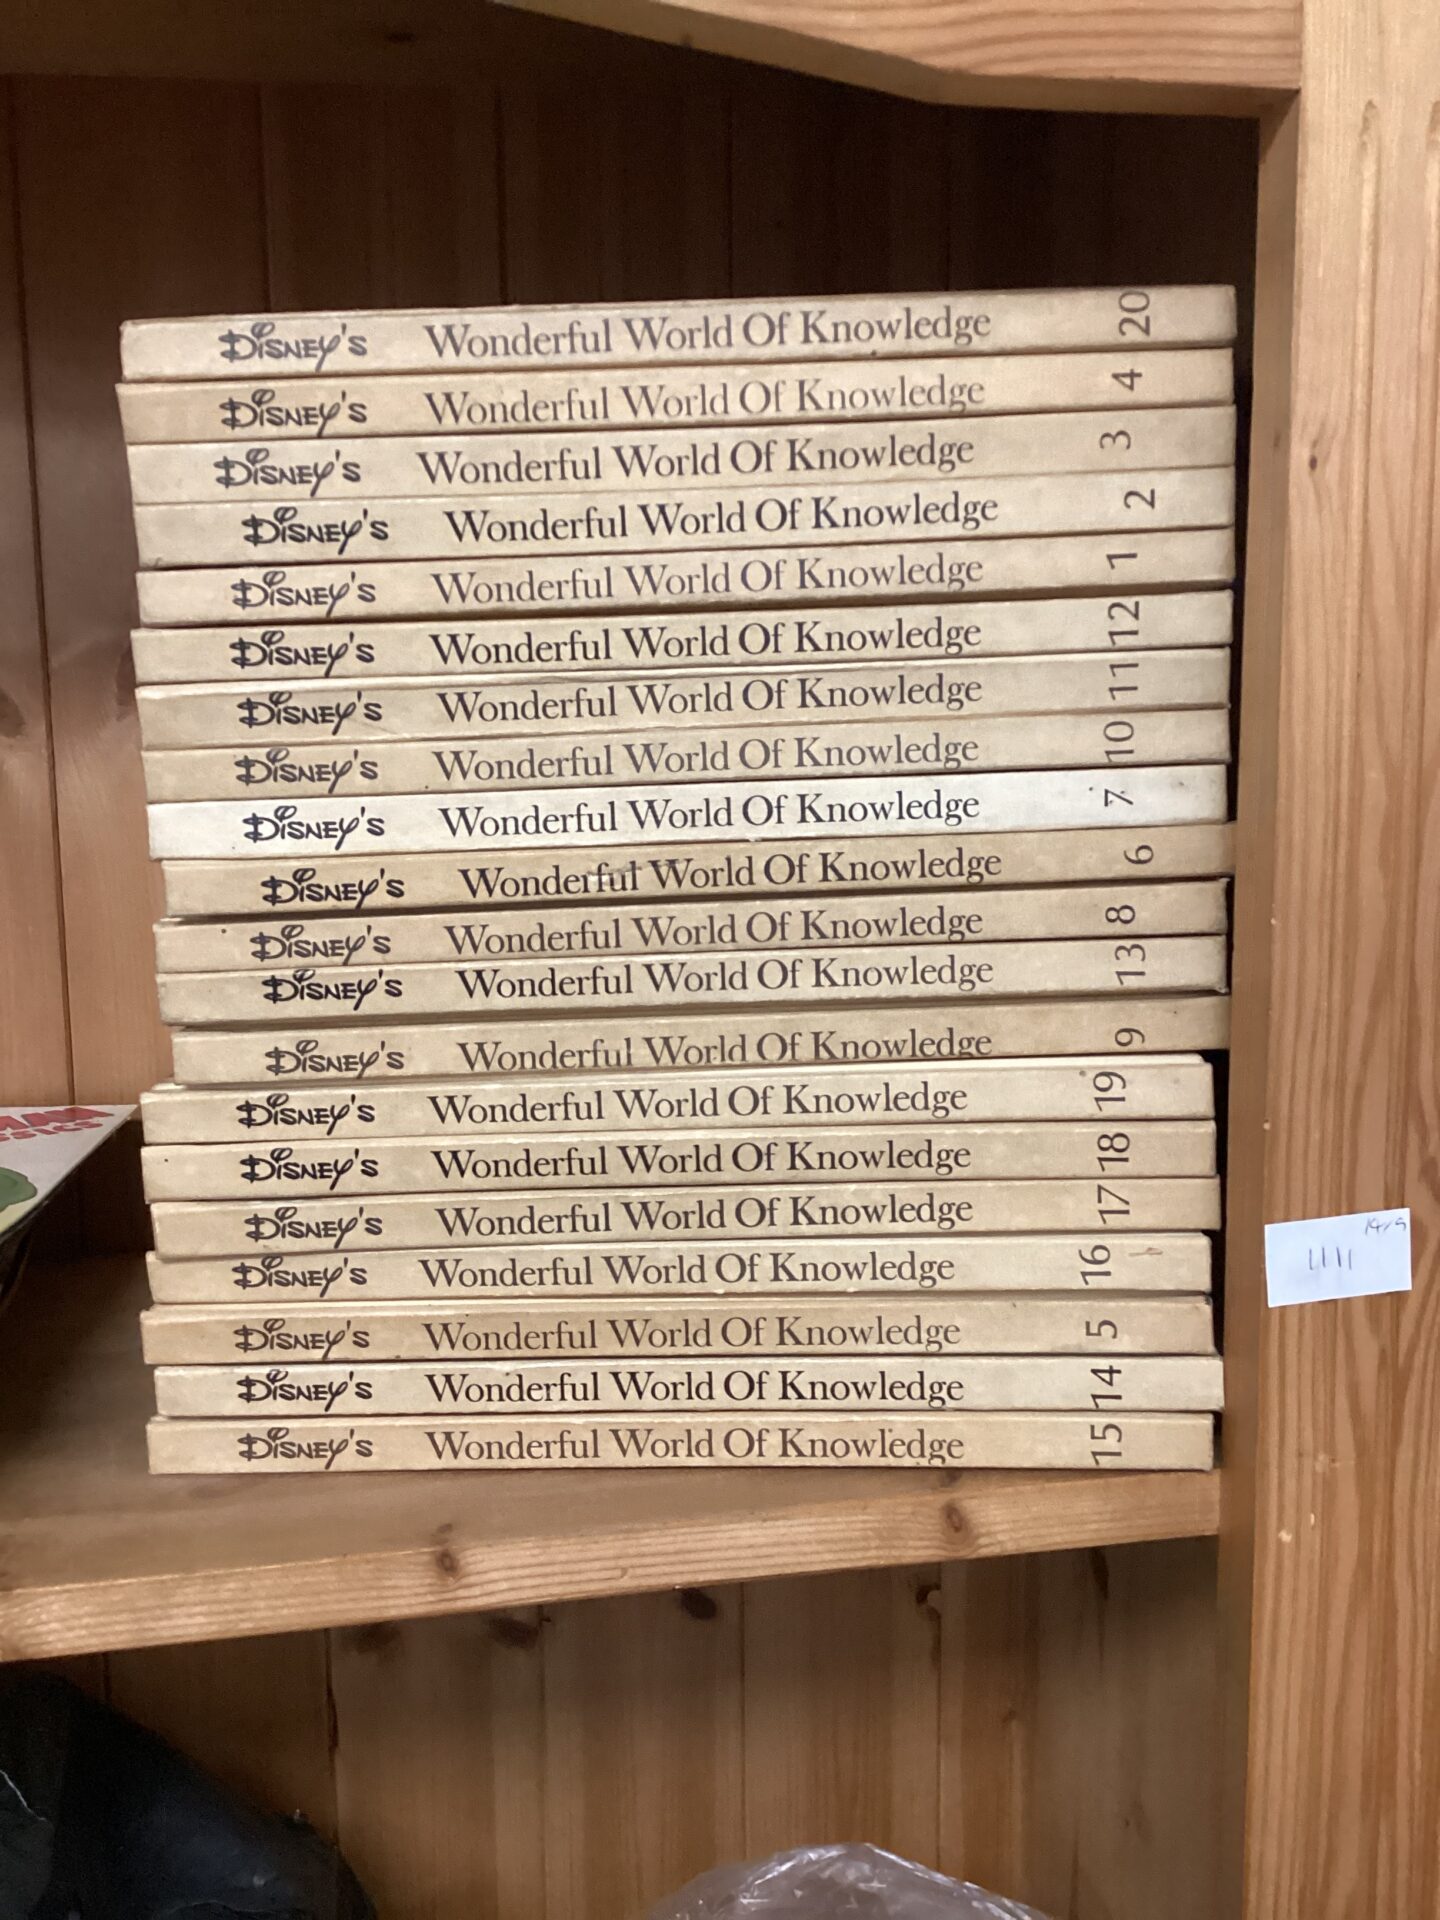 DISNEY'S Wonderful World Of Knowledge 20
DISNEY'S Wonderful World Of Knowledge 4
DISNEY'S Wonderful World Of Knowledge 3
DISNEY'S Wonderful World Of Knowledge 2
DISNEY'S Wonderful World Of Knowledge 1
DISNEY'S Wonderful World Of Knowledge 12
DISNEY'S Wonderful World Of Knowledge 11
DISNEY'S Wonderful World Of Knowledge 10
DISNEY'S Wonderful World Of Knowledge 7
DISNEY'S Wonderful World Of Knowledge 6
DISNEY'S Wonderful World Of Knowledge 8
DISNEY'S Wonderful World Of Knowledge 13
DISNEY'S Wonderful World Of Knowledge 9
DISNEY'S Wonderful World Of Knowledge 19
DISNEY'S Wonderful World Of Knowledge 18
DISNEY'S Wonderful World Of Knowledge 17
DISNEY'S Wonderful World Of Knowledge 16
DISNEY'S Wonderful World Of Knowledge 5
DISNEY'S Wonderful World Of Knowledge 14
DISNEY'S Wonderful World Of Knowledge 15
1111